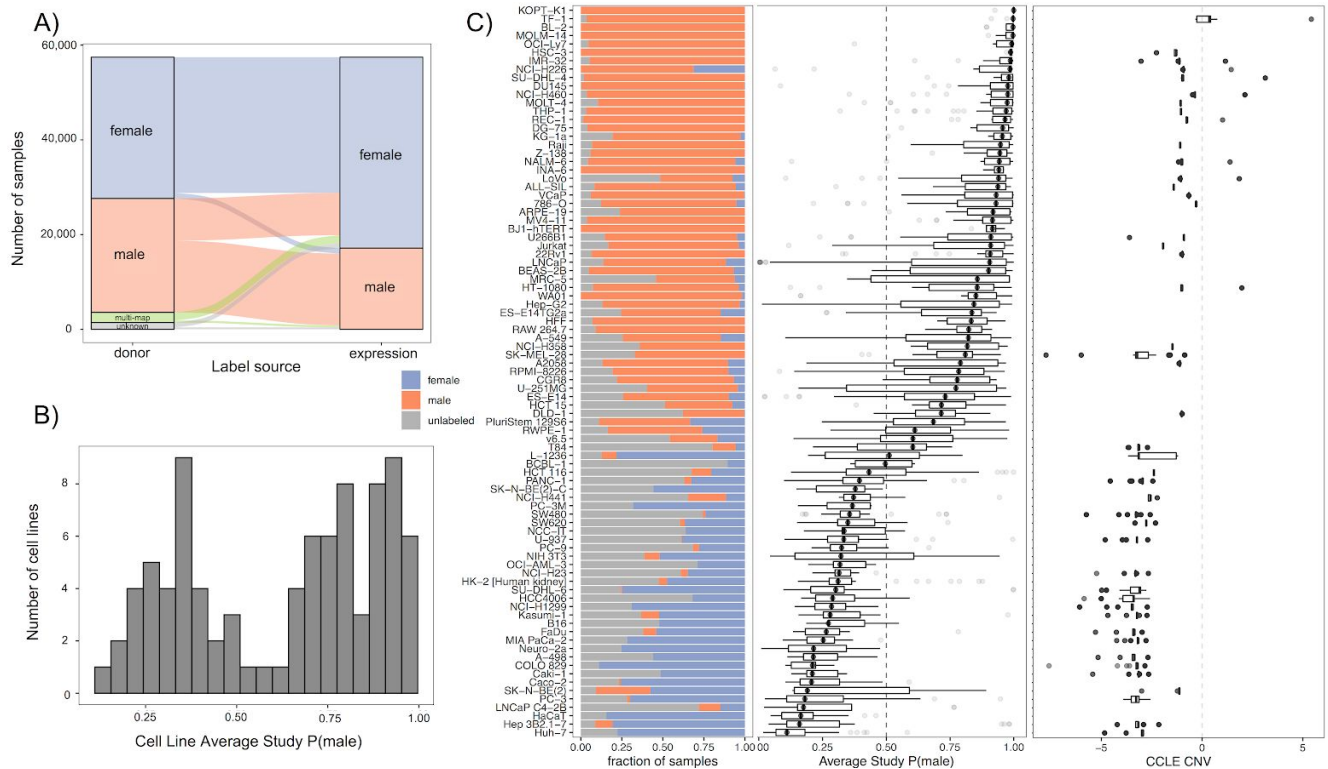 A)
60,000
40,000
20,000
0
Number of samples
female
male
multi-map
unknown
female
male
donor
expression
Label source
female
male
unlabeled
B)
8
6
4
2
0
Number of cell lines
0.25
0.50
0.75
1.00
Cell Line Average Study P(male)
C)
KOPT-K1
TF-1
BL-2
MOLM-14
OCI-Ly7
HSC-3
IMR-32
NCI-H226
SU-DHL-4
DU145
NCI-H460
MOLT-4
THP-1
REC-1
DG-75
KG-1a
Raji
Z-138
NALM-6
INA-6
LoVo
ALL-SIL
VCaP
786-O
ARPE-19
MV4-11
BJ1-hTERT
U266B1
Jurkat
22Rv1
LNCaP
BEAS-2B
MRC-5
HT-1080
WA01
Hep-G2
ES-E14TG2a
HFF
RAW 264.7
A-549
NCI-H358
SK-MEL-28
A2058
RPMI-8226
CGR8
U-251MG
ES-E14
HCT 15
DLD-1
PluriStem 129S6
RWPE-1
v6.5
T84
L-1236
BCBL-1
HCT 116
PANC-1
SK-N-BE(2)-C
NCI-H441
PC-3M
SW480
SW620
NCC-IT
U-937
PC-9
NIH 3T3
OCI-AML-3
NCI-H23
HK-2 [Human kidney]
SU-DHL-6
HCC4006
NCI-H1299
Kasumi-1
B16
FaDu
MIA PaCa-2
Neuro-2a
A-498
COLO 829
Caki-1
Caco-2
SK-N-BE(2)
PC-3
LNCaP C4-2B
HaCaT
Hep 3B2.1-7
Huh-7
0.00 0.25 0.50 0.75 1.00
fraction of samples
0.25 0.50 0.75 1.00
Average Study P(male)
−5 0 5
CCLE CNV